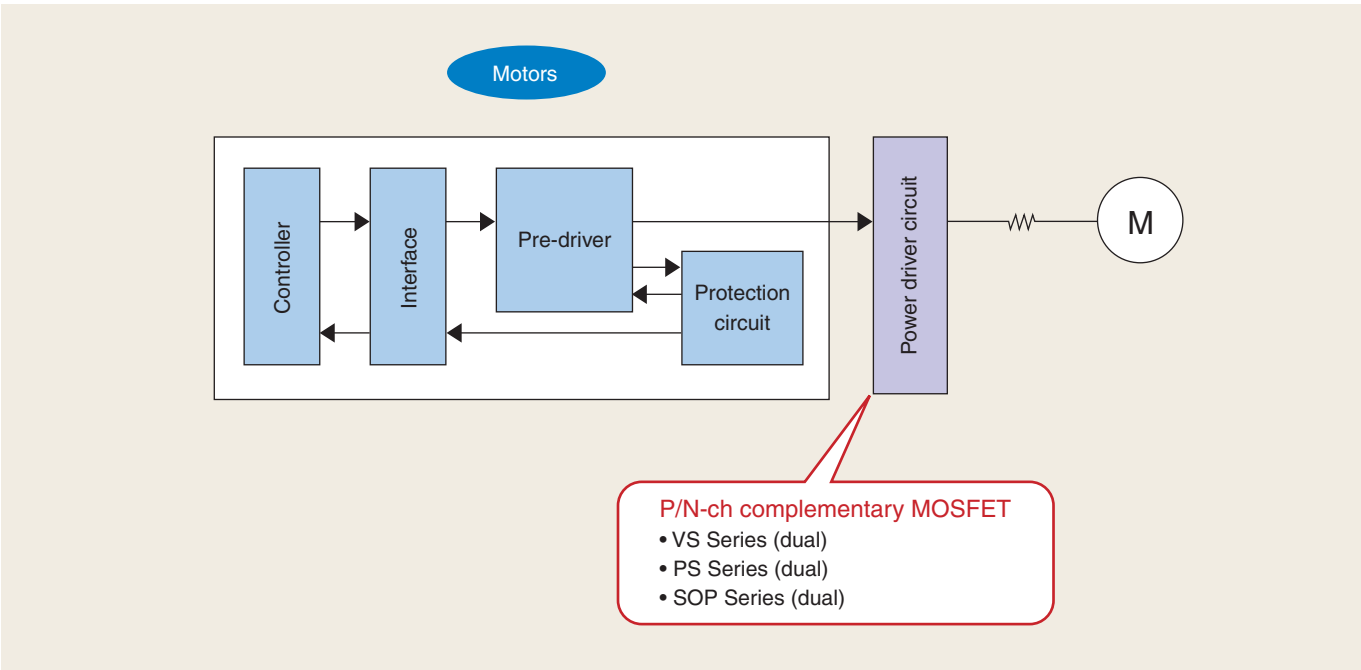 Motors
Controller
Interface
Pre-driver
Protection
circuit
Power driver circuit
M
P/N-ch complementary MOSFET
• VS Series (dual)
• PS Series (dual)
• SOP Series (dual)